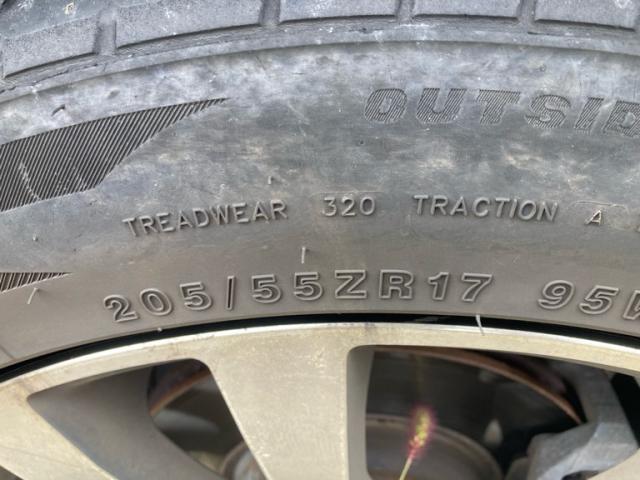 OUTSID
TREADWEAR 320 TRACTION A
205/55ZR17 95